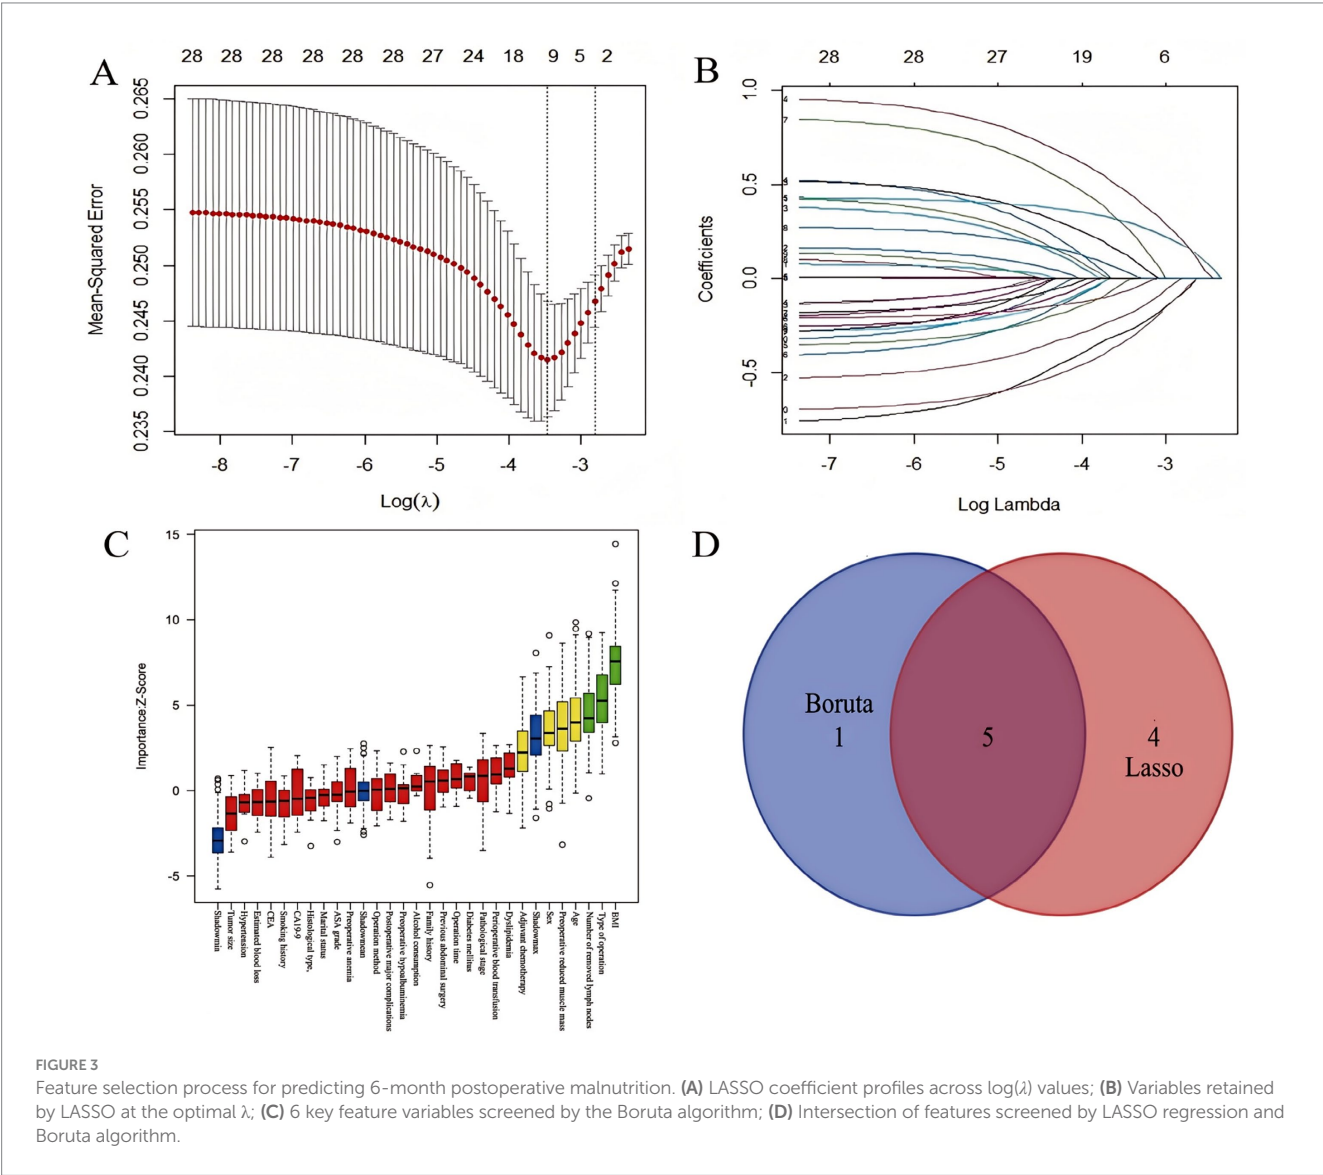 A
28 28 28 28 28 28 27 24 18 9 5 2
0.265
0.260
0.255
0.250
0.245
0.240
0.235
Mean-Squared Error
-8 -7 -6 -5 -4 -3
Log(λ)
B
28 28 27 19 6
1.0
0.5
0.0
-0.5
Coefficients
-7 -6 -5 -4 -3
Log Lambda
C
15
10
5
0
-5
Importance:Z-Score
Shadowmin
Tumor size
Hypertension
Estimated blood loss
CEA
Smoking history
CA19-9
Histological type,
Marital status
ASA grade
Preoperative anemia
Shadowmean
Operation method
Postoperative major complications
Preoperative hypoalbuminemia
Alcohol consumption
Family history
Previous abdominal surgery
Operation time
Diabetes mellitus
Pathological stage
Perioperative blood transfusion
Dyslipidemia
Adjuvant chemotherapy
Shadowmax
Sex
Preoperative reduced muscle mass
Age
Number of removed lymph nodes
Type of operation
BMI
D
Boruta
1
5
4
Lasso
FIGURE 3
Feature selection process for predicting 6-month postoperative malnutrition. (A) LASSO coefficient profiles across log(λ) values; (B) Variables retained
by LASSO at the optimal λ; (C) 6 key feature variables screened by the Boruta algorithm; (D) Intersection of features screened by LASSO regression and
Boruta algorithm.